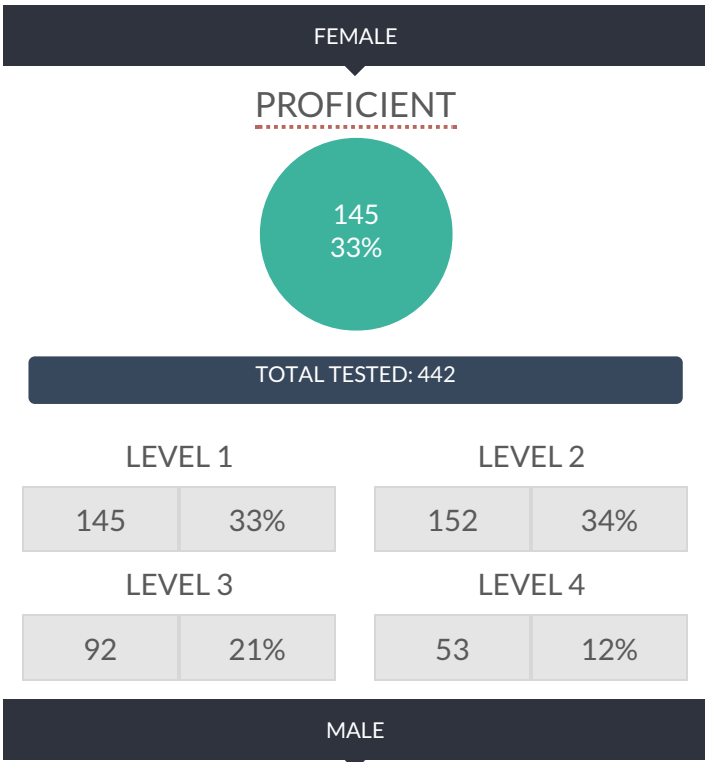 FEMALE
PROFICIENT
145
33%
TOTAL TESTED: 442
LEVEL 1
145 33%
LEVEL 2
152 34%
LEVEL 3
92 21%
LEVEL 4
53 12%
MALE